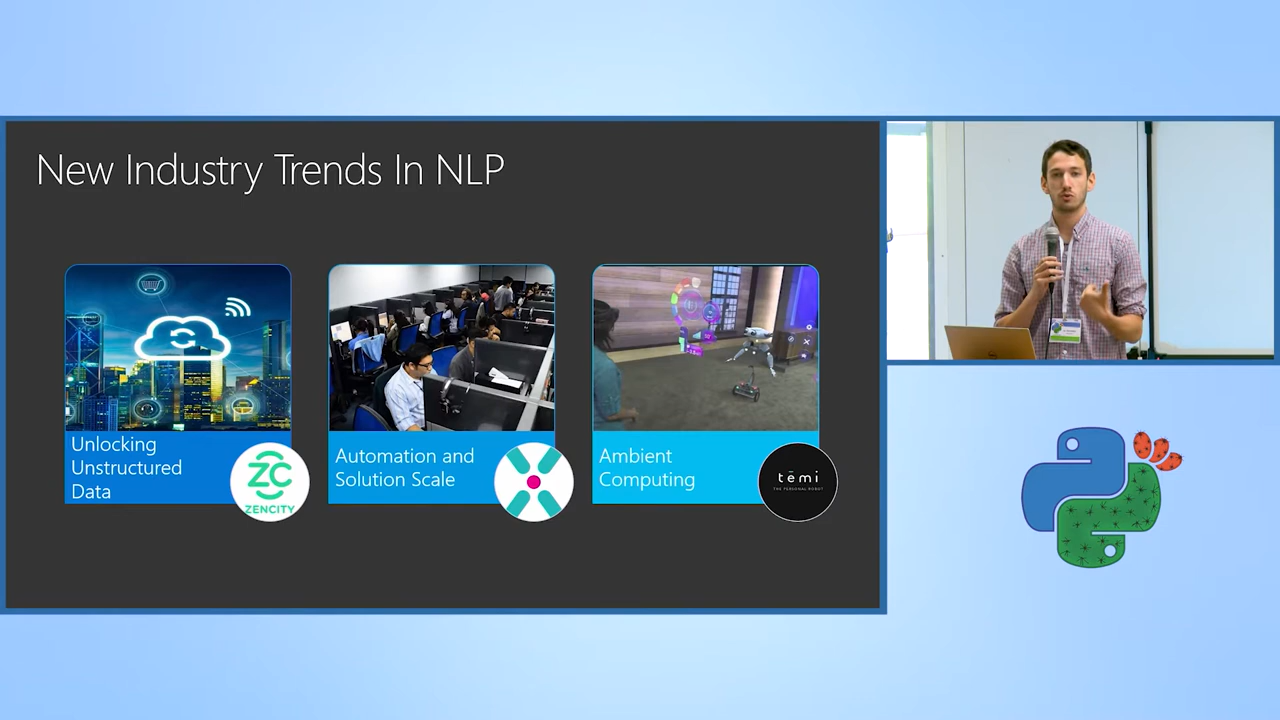 New Industry Trends In NLP
Unlocking
Unstructured
Data
ZC
ZENCITY
Automation and
Solution Scale
Ambient
Computing
tēmi
THE PERSONAL ROBOT